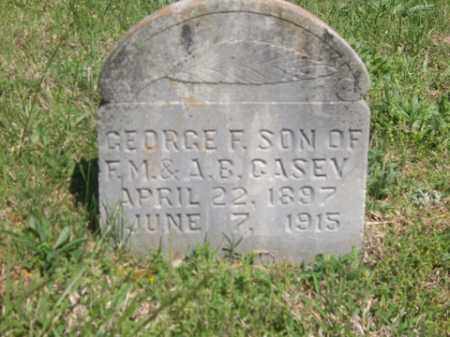 GEORGE F. SON OF
F.M. & A.B. CASEY
APRIL 22, 1897
JUNE 7, 1915